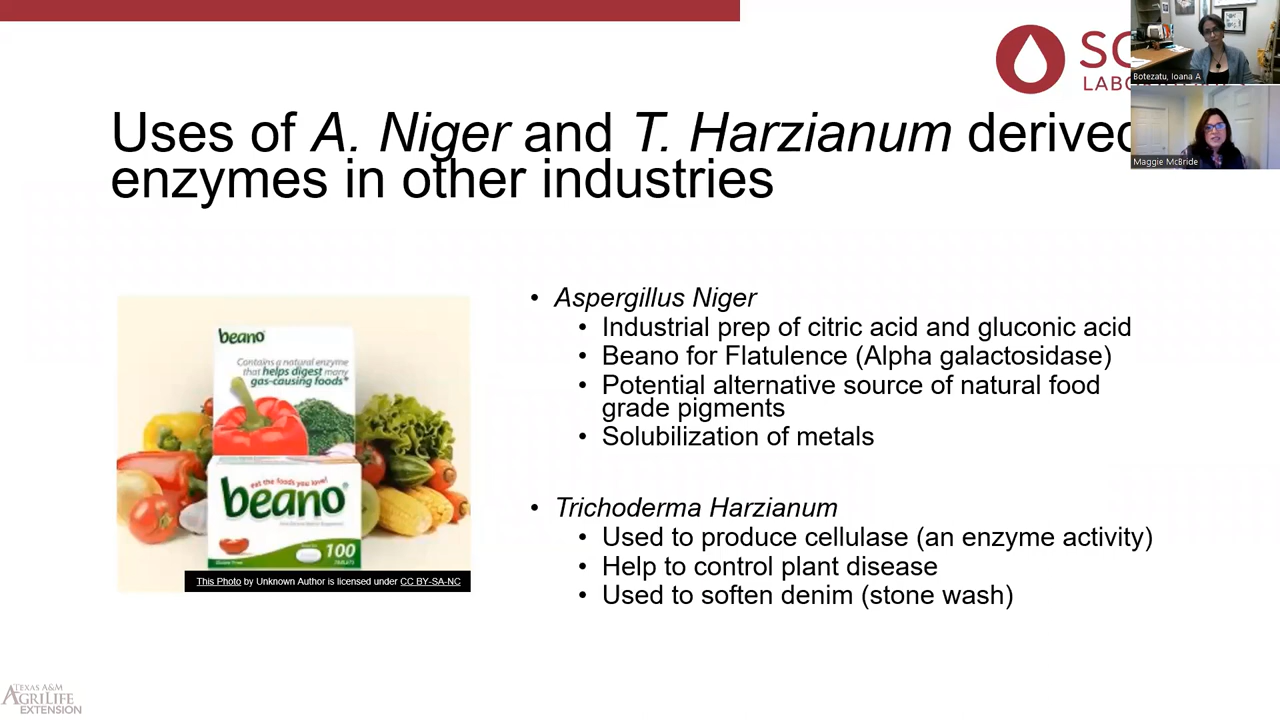 SC
LABOR
Botezatu, Ioana A
Maggie McBride
Uses of A. Niger and T. Harzianum derived
enzymes in other industries
beano
Contains a natural enzyme
that helps digest many
gas-causing foods*
eat the foods you love!
beano®
100
TABLETS
This Photo by Unknown Author is licensed under CC BY-SA-NC
• Aspergillus Niger
• Industrial prep of citric acid and gluconic acid
• Beano for Flatulence (Alpha galactosidase)
• Potential alternative source of natural food
grade pigments
• Solubilization of metals
• Trichoderma Harzianum
• Used to produce cellulase (an enzyme activity)
• Help to control plant disease
• Used to soften denim (stone wash)
TEXAS A&M
AGRILIFE
EXTENSION